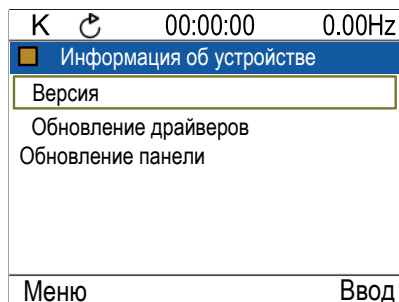 K 00:00:00 0.00Hz
Информация об устройстве
Версия
Обновление драйверов
Обновление панели
Меню Ввод